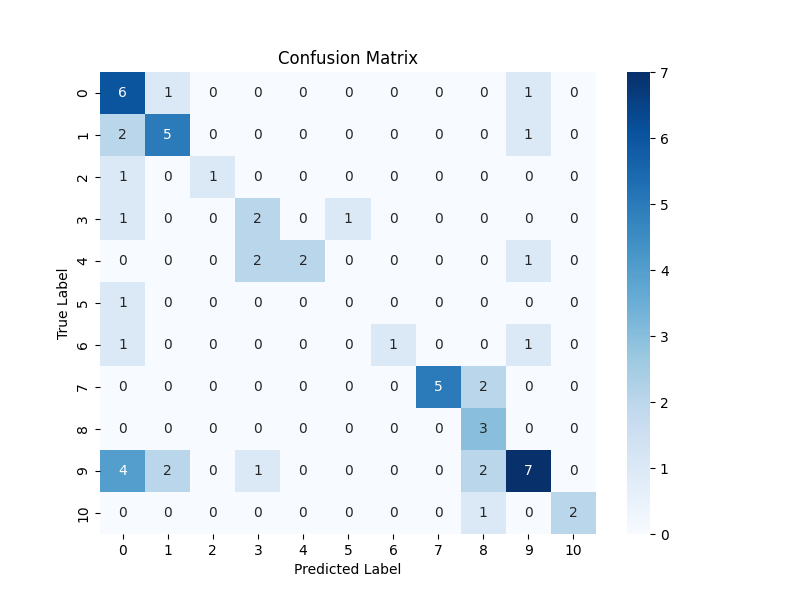 Confusion Matrix
0 6 1 0 0 0 0 0 0 0 1 0
1 2 5 0 0 0 0 0 0 0 1 0
2 1 0 1 0 0 0 0 0 0 0 0
3 1 0 0 2 0 1 0 0 0 0 0
4 0 0 0 2 2 0 0 0 0 1 0
5 1 0 0 0 0 0 0 0 0 0 0
6 1 0 0 0 0 0 1 0 0 1 0
7 0 0 0 0 0 0 0 5 2 0 0
8 0 0 0 0 0 0 0 0 3 0 0
9 4 2 0 1 0 0 0 0 2 7 0
10 0 0 0 0 0 0 0 0 1 0 2
0 1 2 3 4 5 6 7 8 9 10
Predicted Label
True Label
7
6
5
4
3
2
1
0